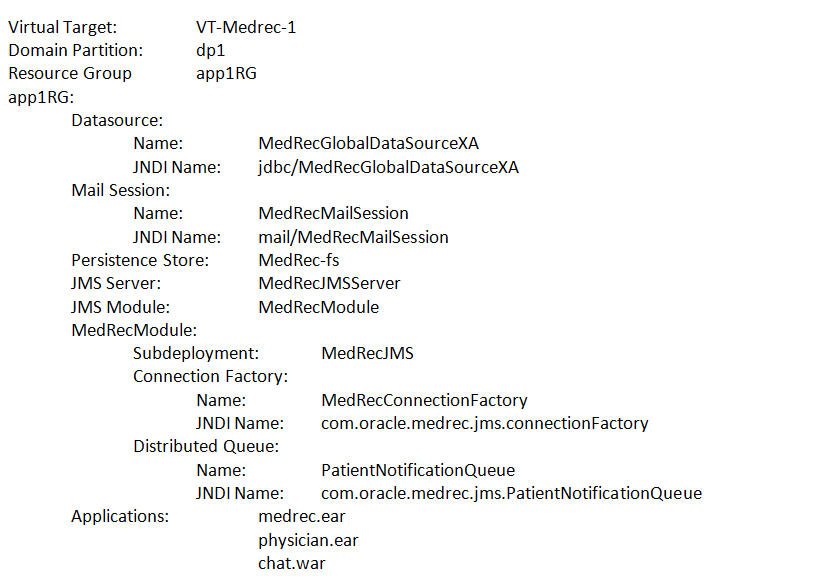 Virtual Target: VT-Medrec-1
Domain Partition: dp1
Resource Group app1RG
app1RG:
Datasource:
Name: MedRecGlobalDataSourceXA
JNDI Name: jdbc/MedRecGlobalDataSourceXA
Mail Session:
Name: MedRecMailSession
JNDI Name: mail/MedRecMailSession
Persistence Store: MedRec-fs
JMS Server: MedRecJMSServer
JMS Module: MedRecModule
MedRecModule:
Subdeployment: MedRecJMS
Connection Factory:
Name: MedRecConnectionFactory
JNDI Name: com.oracle.medrec.jms.connectionFactory
Distributed Queue:
Name: PatientNotificationQueue
JNDI Name: com.oracle.medrec.jms.PatientNotificationQueue
Applications: medrec.ear
physician.ear
chat.war